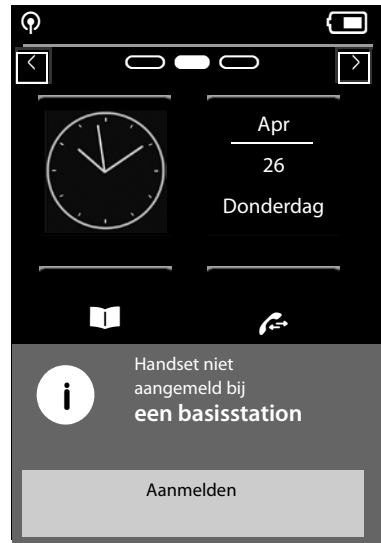 Apr
26
Donderdag
Handset niet
aangemeld bij
een basisstation
Aanmelden